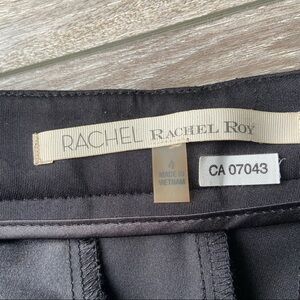 RACHEL RACHEL ROY
4
MADE IN
VIETNAM
CA 07043